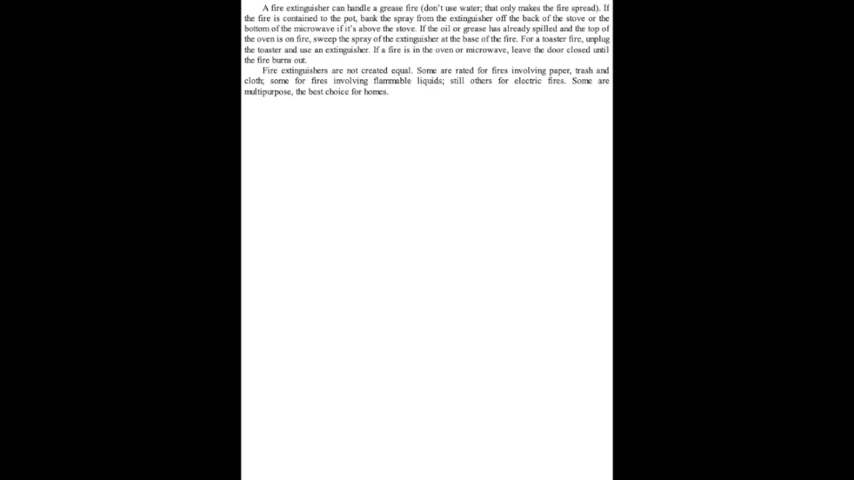 A fire extinguisher can handle a grease fire (don't use water; that only makes the fire spread). If
the fire is contained to the pot, bank the spray from the extinguisher off the back of the stove or the
bottom of the microwave if it's above the stove. If the oil or grease has already spilled and the top of
the oven is on fire, sweep the spray of the extinguisher at the base of the fire. For a toaster fire, unplug
the toaster and use an extinguisher. If a fire is in the oven or microwave, leave the door closed until
the fire burns out.
Fire extinguishers are not created equal. Some are rated for fires involving paper, trash and
cloth; some for fires involving flammable liquids; still others for electric fires. Some are
multipurpose, the best choice for homes.